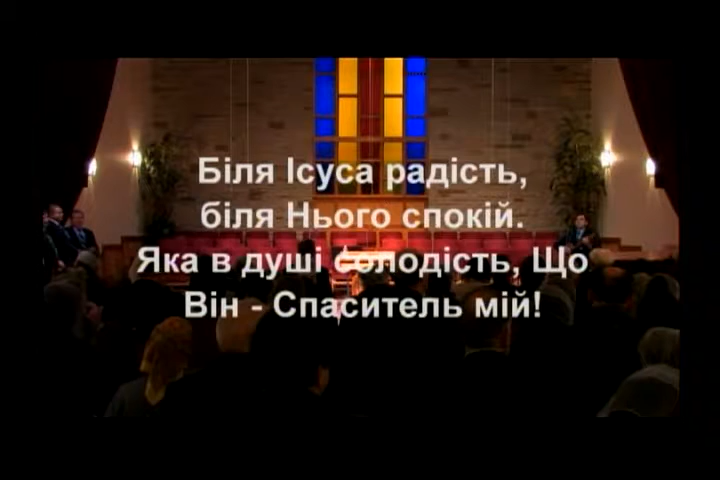 Біля Ісуса радість,
біля Нього спокій.
Яка в душі солодість, Що
Він - Спаситель мій!